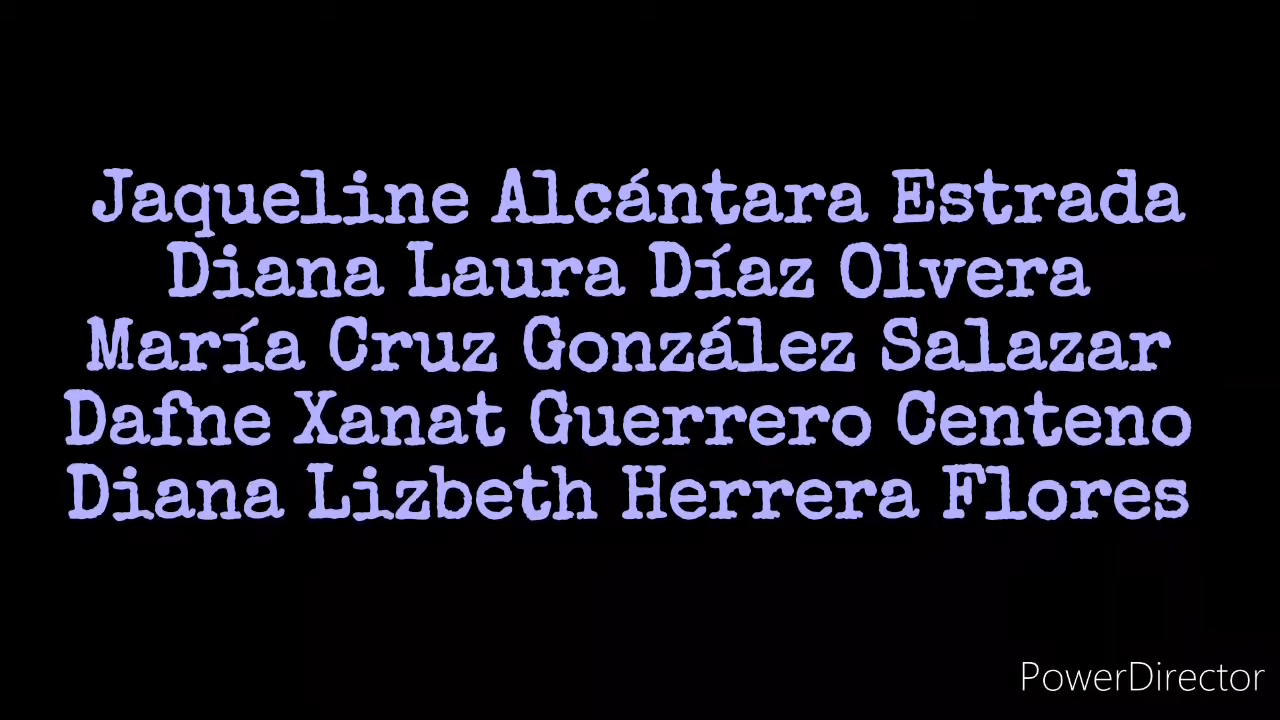 Jaqueline Alcántara Estrada
Diana Laura Díaz Olvera
María Cruz González Salazar
Dafne Xanat Guerrero Centeno
Diana Lizbeth Herrera Flores
PowerDirector